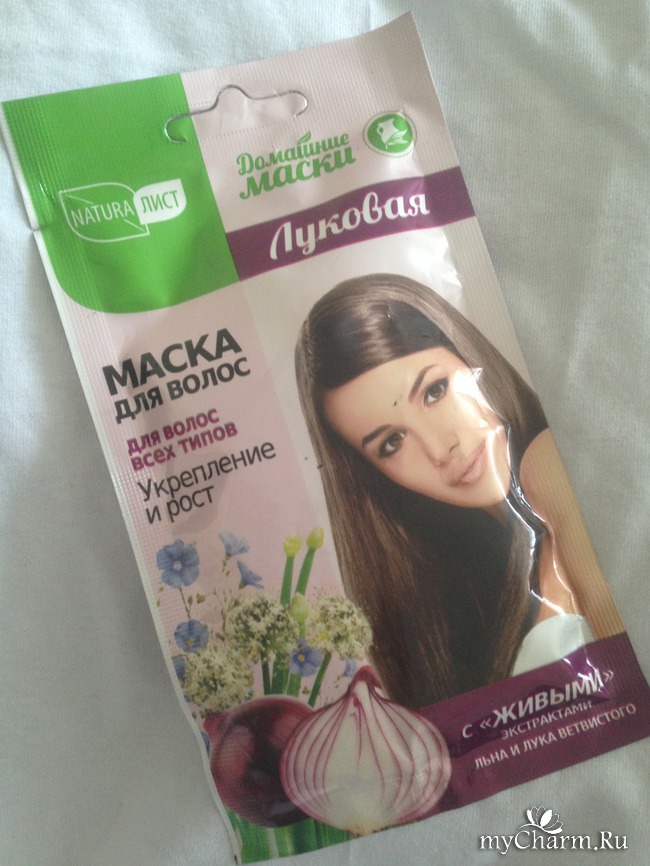 Домашние
маски
NATURA ЛИСТ
Луковая
МАСКА
ДЛЯ ВОЛОС
ДЛЯ ВОЛОС
ВСЕХ ТИПОВ
Укрепление
и рост
с «ЖИВЫМИ»
ЭКСТРАКТАМИ
ЛЬНА И ЛУКА ВЕТВИСТОГО
myCharm.Ru